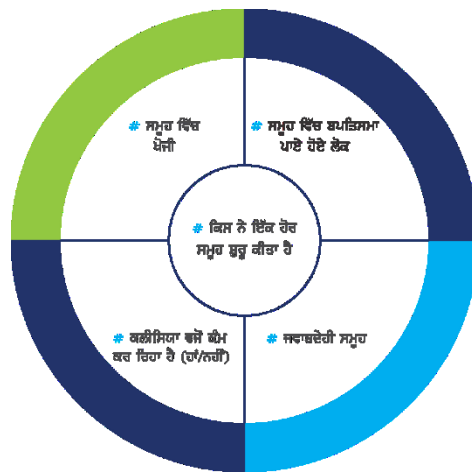 # ਸਮੂਹ ਵਿੱਚ
ਖੋਜੀ
# ਸਮੂਹ ਵਿੱਚ ਬਪਤਿਸਮਾ
ਪਾਏ ਹੋਏ ਲੋਕ
# ਕਿਸ ਨੇ ਇੱਕ ਹੋਰ
ਸਮੂਹ ਸ਼ੁਰੂ ਕੀਤਾ ਹੈ
# ਕਲੀਸਿਯਾ ਵਜੋਂ ਕੰਮ
ਕਰ ਰਿਹਾ ਹੈ (ਹਾਂ/ਨਹੀਂ)
# ਜਵਾਬਦੇਹੀ ਸਮੂਹ